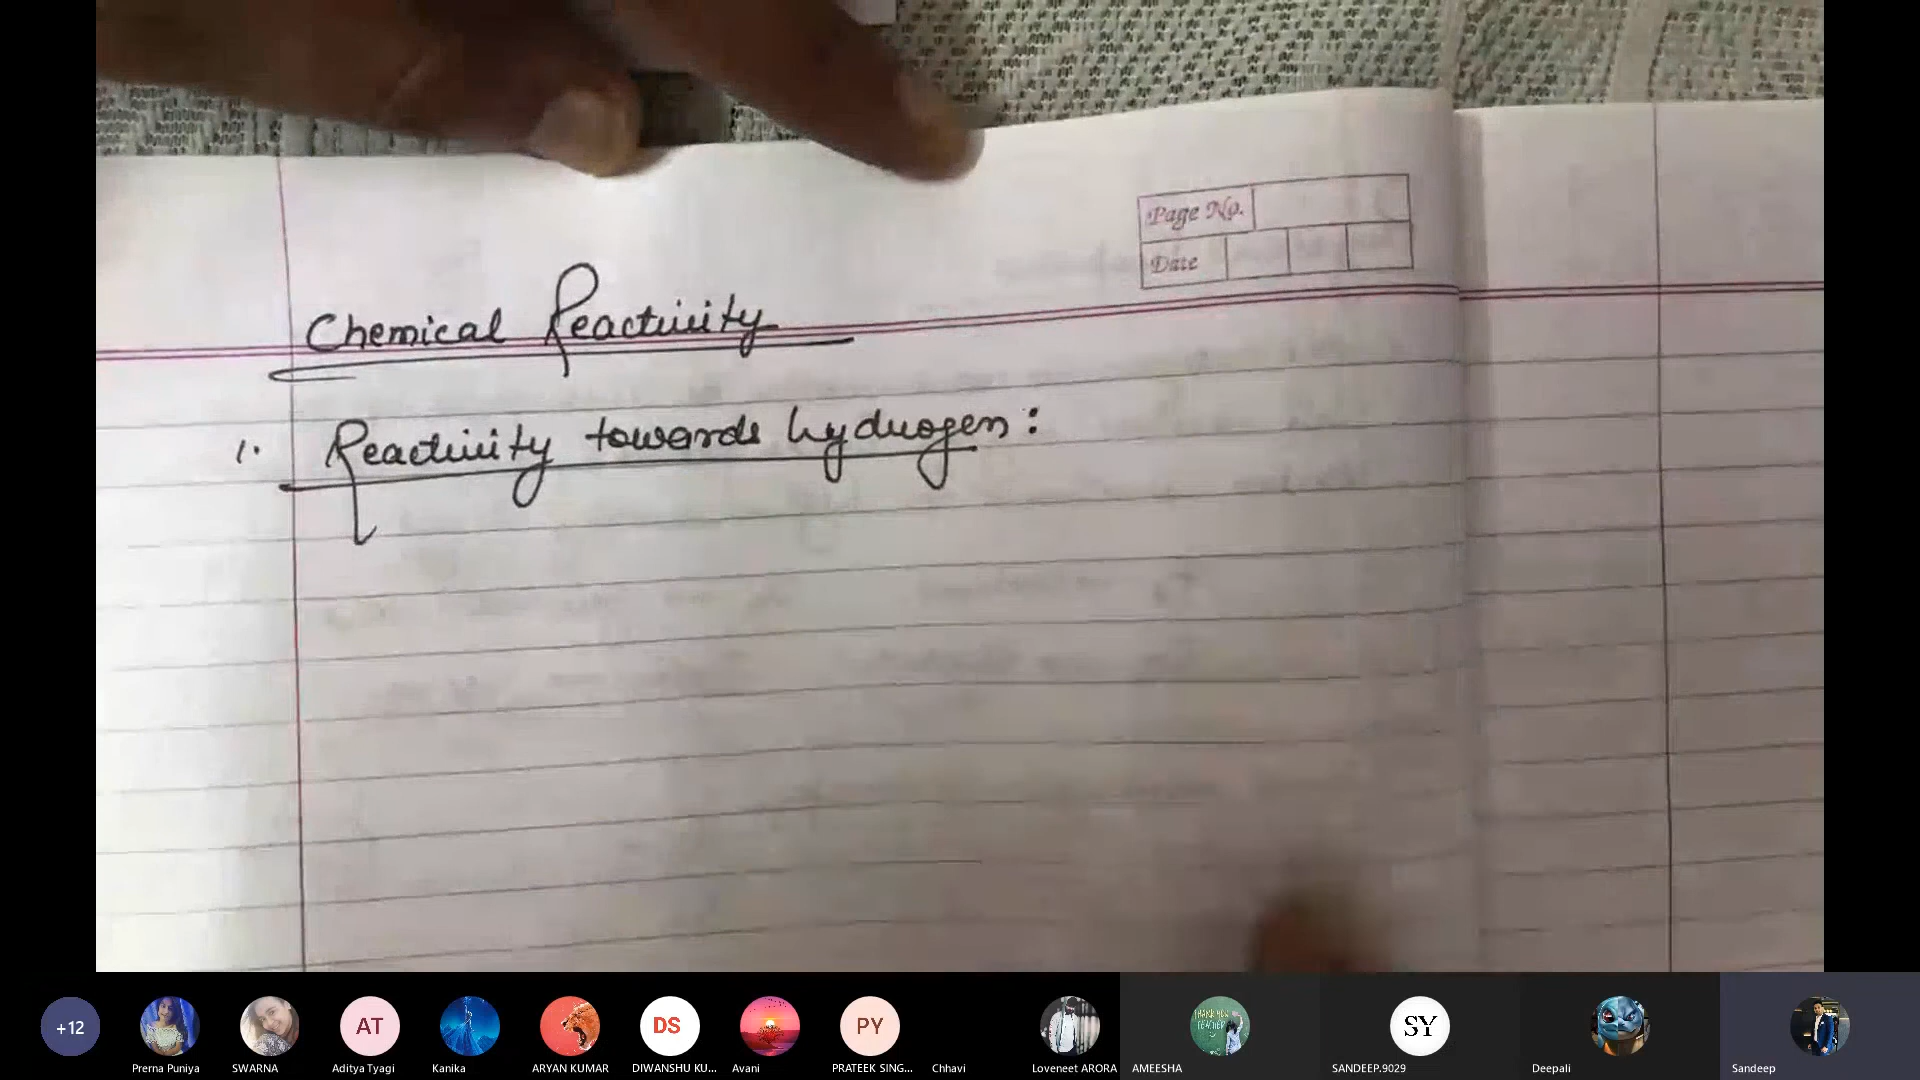 Page No.
Date
Chemical Reactivity
1. Reactivity towards hydrogen:
+12
Prerna Puniya
SWARNA
AT
Aditya Tyagi
Kanika
ARYAN KUMAR
DS
DIWANSHU KU...
Avani
PY
PRATEEK SING...
Chhavi
Loveneet ARORA
AMEESHA
SY
SANDEEP.9029
Deepali
Sandeep